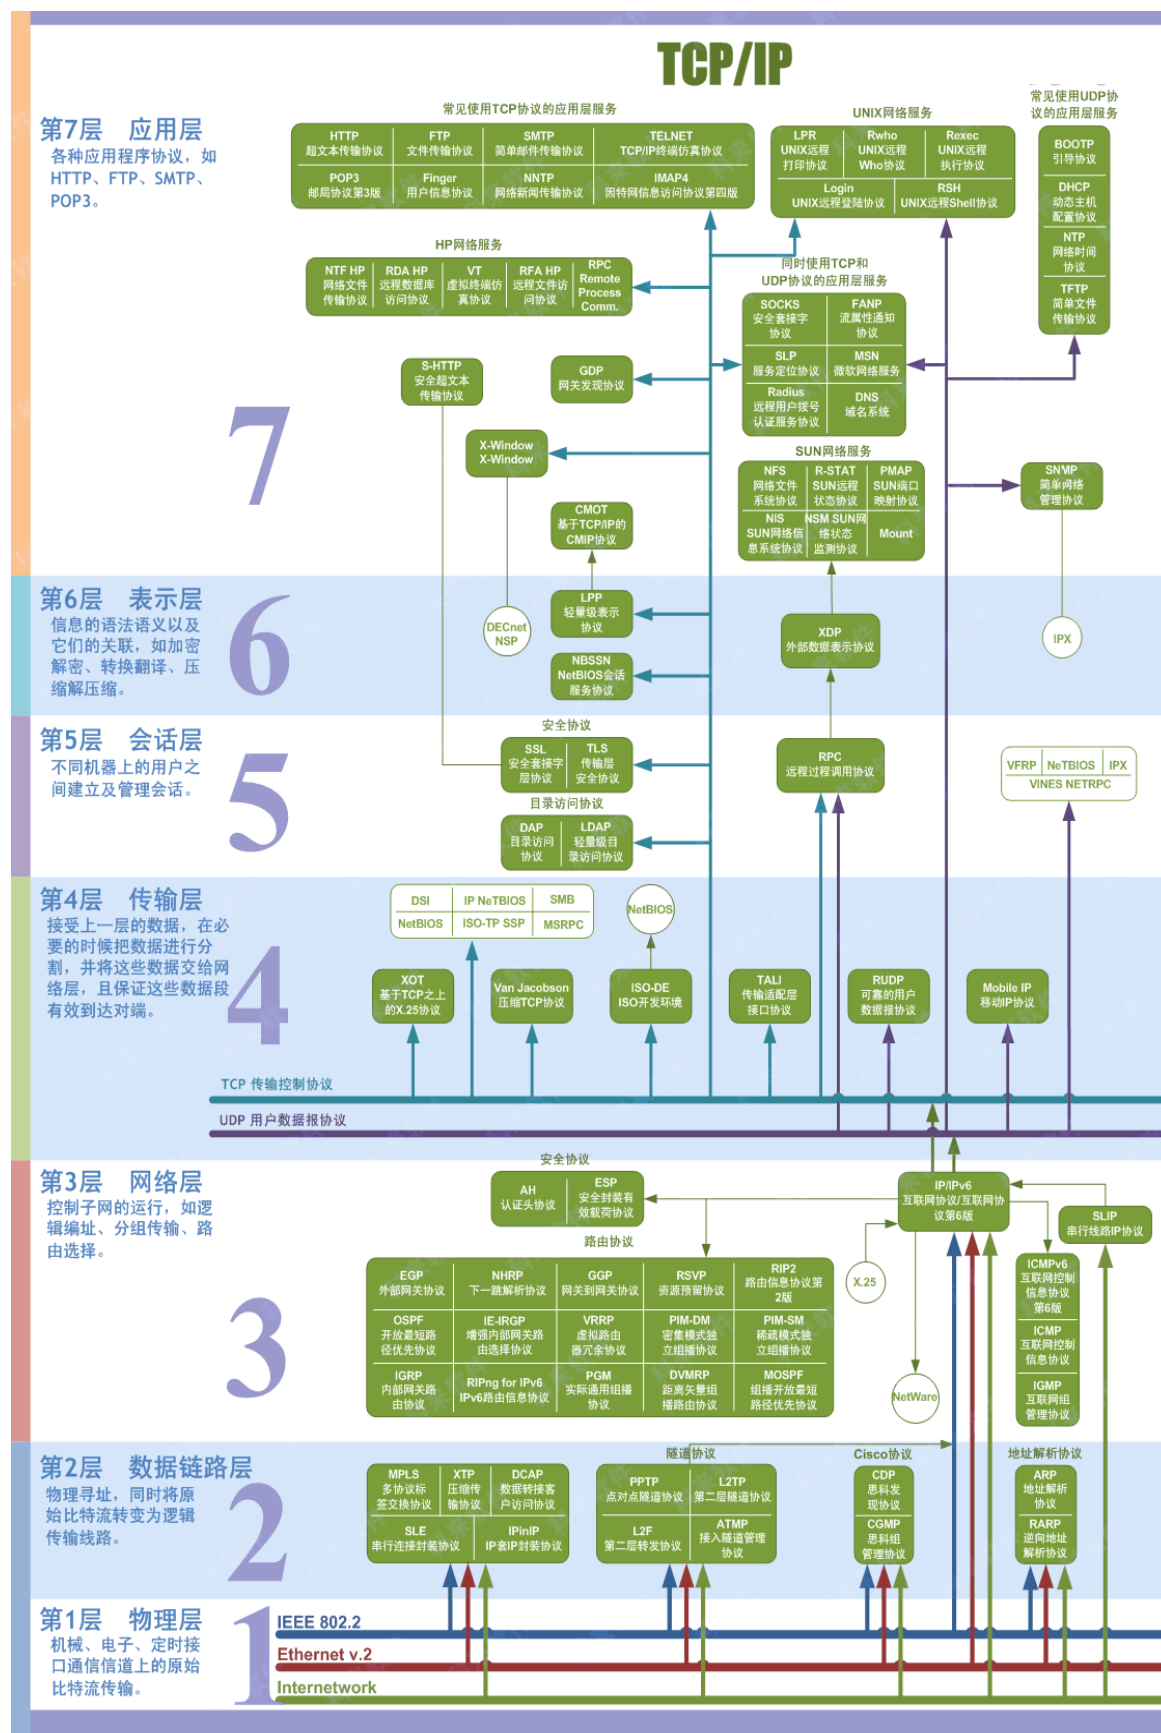 TCP/IP
第7层 应用层
各种应用程序协议，如
HTTP、FTP、SMTP、
POP3。
常见使用TCP协议的应用层服务
HTTP
超文本传输协议
FTP
文件传输协议
SMTP
简单邮件传输协议
TELNET
TCP/IP终端仿真协议
POP3
邮局协议第3版
Finger
用户信息协议
NNTP
网络新闻传输协议
IMAP4
因特网信息访问协议第四版
UNIX网络服务
LPR
UNIX远程
打印协议
Rwho
UNIX远程
Who协议
Rexec
UNIX远程
执行协议
Login
UNIX远程登陆协议
RSH
UNIX远程Shell协议
常见使用UDP协
议的应用层服务
BOOTP
引导协议
DHCP
动态主机
配置协议
NTP
网络时间
协议
TFTP
简单文件
传输协议
HP网络服务
NTF HP
网络文件
传输协议
RDA HP
远程数据库
访问协议
VT
虚拟终端仿
真协议
RFA HP
远程文件访
问协议
RPC
Remote
Process
Comm.
同时使用TCP和
UDP协议的应用层服务
SOCKS
安全套接字
协议
FANP
流属性通知
协议
SLP
服务定位协议
MSN
微软网络服务
Radius
远程用户拨号
认证服务协议
DNS
域名系统
S-HTTP
安全超文本
传输协议
GDP
网关发现协议
7
X-Window
X-Window
SUN网络服务
NFS
网络文件
系统协议
R-STAT
SUN远程
状态协议
PMAP
SUN端口
映射协议
NIS
SUN网络信
息系统协议
NSM SUN网
络状态
监测协议
Mount
SNMP
简单网络
管理协议
CMOT
基于TCP/IP的
CMIP协议
第6层 表示层
信息的语法语义以及
它们的关联，如加密
解密、转换翻译、压
缩解压缩。
6
DECnet
NSP
LPP
轻量级表示
协议
XDP
外部数据表示协议
IPX
NBSSN
NetBIOS会话
服务协议
第5层 会话层
不同机器上的用户之
间建立及管理会话。
5
安全协议
SSL
安全套接字
层协议
TLS
传输层
安全协议
RPC
远程过程调用协议
VFRP
NeTBIOS
IPX
VINES NETRPC
目录访问协议
DAP
目录访问
协议
LDAP
轻量级目
录访问协议
第4层 传输层
接受上一层的数据，在必
要的时候把数据进行分
割，并将这些数据交给网
络层，且保证这些数据段
有效到达对端。
4
DSI
IP NeTBIOS
SMB
NetBIOS
ISO-TP SSP
MSRPC
NetBIOS
XOT
基于TCP之上
的X.25协议
Van Jacobson
压缩TCP协议
ISO-DE
ISO开发环境
TALI
传输适配层
接口协议
RUDP
可靠的用户
数据报协议
Mobile IP
移动IP协议
TCP 传输控制协议
UDP 用户数据报协议
第3层 网络层
控制子网的运行，如逻
辑编址、分组传输、路
由选择。
3
安全协议
AH
认证头协议
ESP
安全封装有
效载荷协议
IP/IPv6
互联网协议/互联网协
议第6版
SLIP
串行线路IP协议
路由协议
EGP
外部网关协议
NHRP
下一跳解析协议
GGP
网关到网关协议
RSVP
资源预留协议
RIP2
路由信息协议第
2版
OSPF
开放最短路
径优先协议
IE-IRGP
增强内部网关路
由选择协议
VRRP
虚拟路由
器冗余协议
PIM-DM
密集模式独
立组播协议
PIM-SM
稀疏模式独
立组播协议
IGRP
内部网关路
由协议
RIPng for IPv6
IPv6路由信息协议
PGM
实际通用组播
协议
DVMRP
距离矢量组
播路由协议
MOSPF
组播开放最短
路径优先协议
X.25
NetWare
ICMPv6
互联网控制
信息协议
第6版
ICMP
互联网控制
信息协议
IGMP
互联网组
管理协议
第2层 数据链路层
物理寻址，同时将原
始比特流转变为逻辑
传输线路。
2
MPLS
多协议标
签交换协议
XTP
压缩传
输协议
DCAP
数据转接客
户访问协议
SLE
串行连接封装协议
IPinIP
IP套IP封装协议
隧道协议
PPTP
点对点隧道协议
L2TP
第二层隧道协议
L2F
第二层转发协议
ATMP
接入隧道管理
协议
Cisco协议
CDP
思科发
现协议
CGMP
思科组
管理协议
地址解析协议
ARP
地址解析
协议
RARP
逆向地址
解析协议
第1层 物理层
机械、电子、定时接
口通信信道上的原始
比特流传输。
1
IEEE 802.2
Ethernet v.2
Internetwork